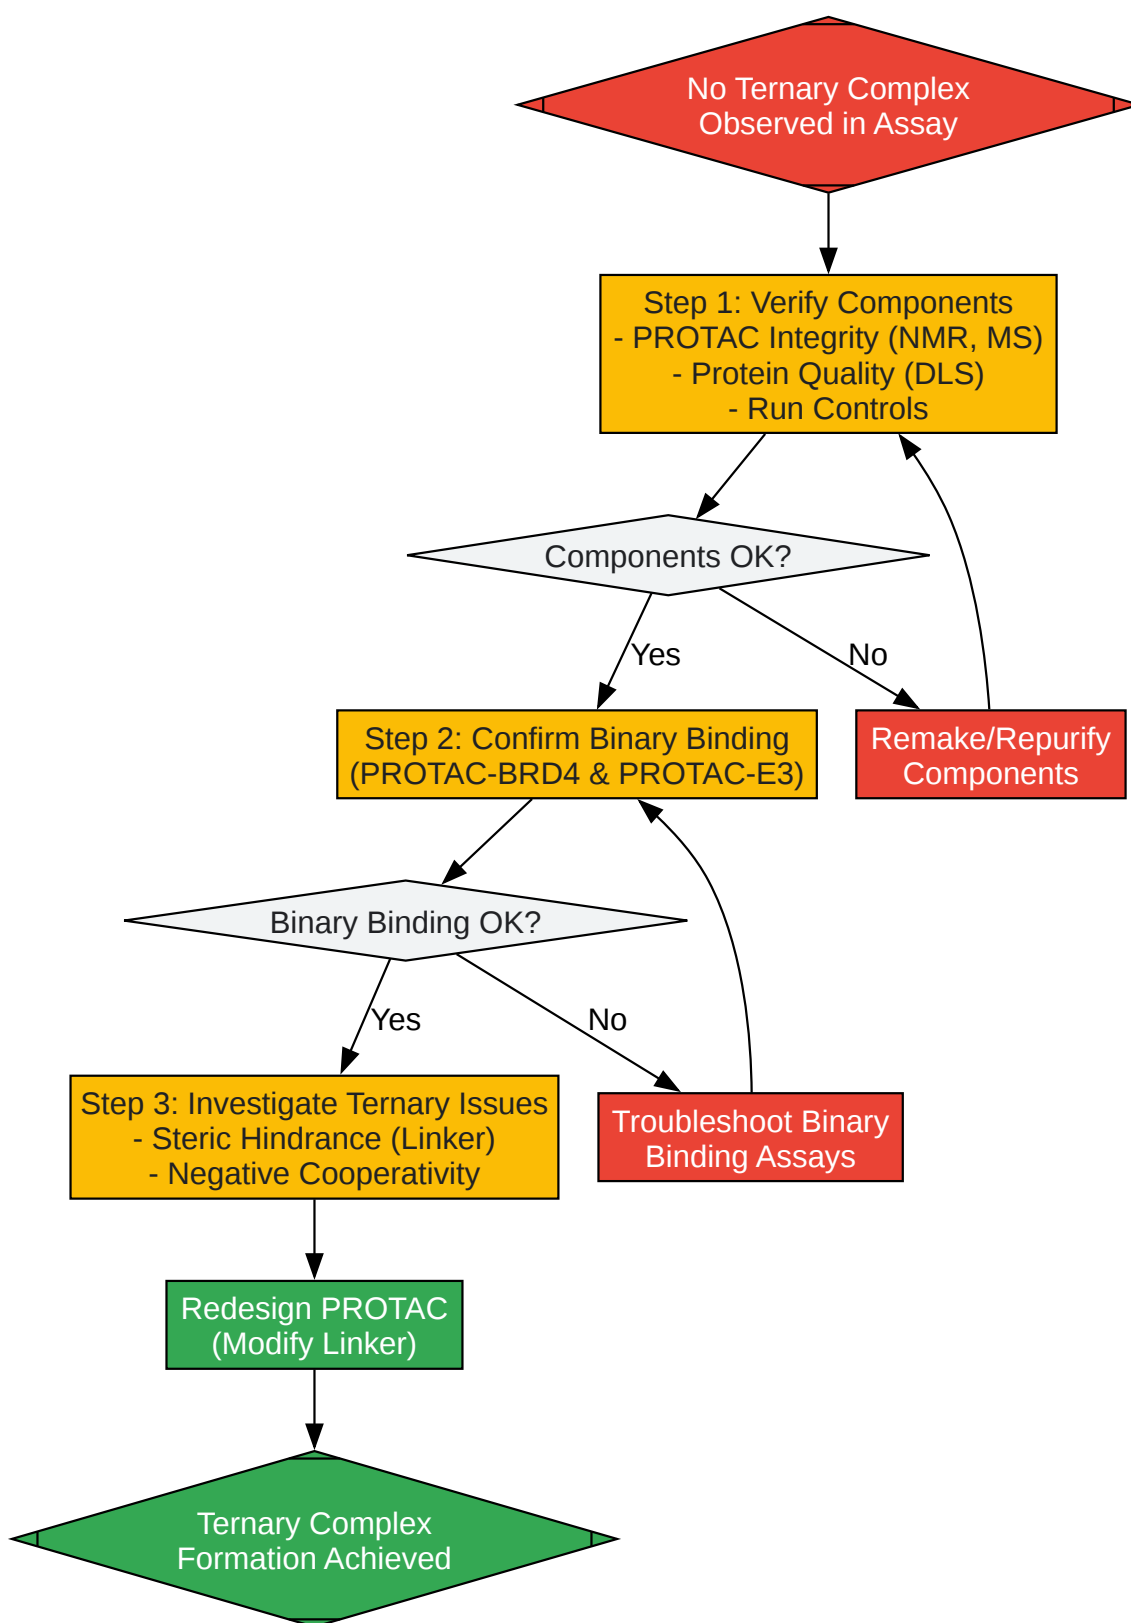 No Ternary Complex
Observed in Assay
Step 1: Verify Components
- PROTAC Integrity (NMR, MS)
- Protein Quality (DLS)
- Run Controls
Components OK?
Yes
No
Step 2: Confirm Binary Binding
(PROTAC-BRD4 & PROTAC-E3)
Remake/Repurify
Components
Binary Binding OK?
Yes
No
Step 3: Investigate Ternary Issues
- Steric Hindrance (Linker)
- Negative Cooperativity
Troubleshoot Binary
Binding Assays
Redesign PROTAC
(Modify Linker)
Ternary Complex
Formation Achieved